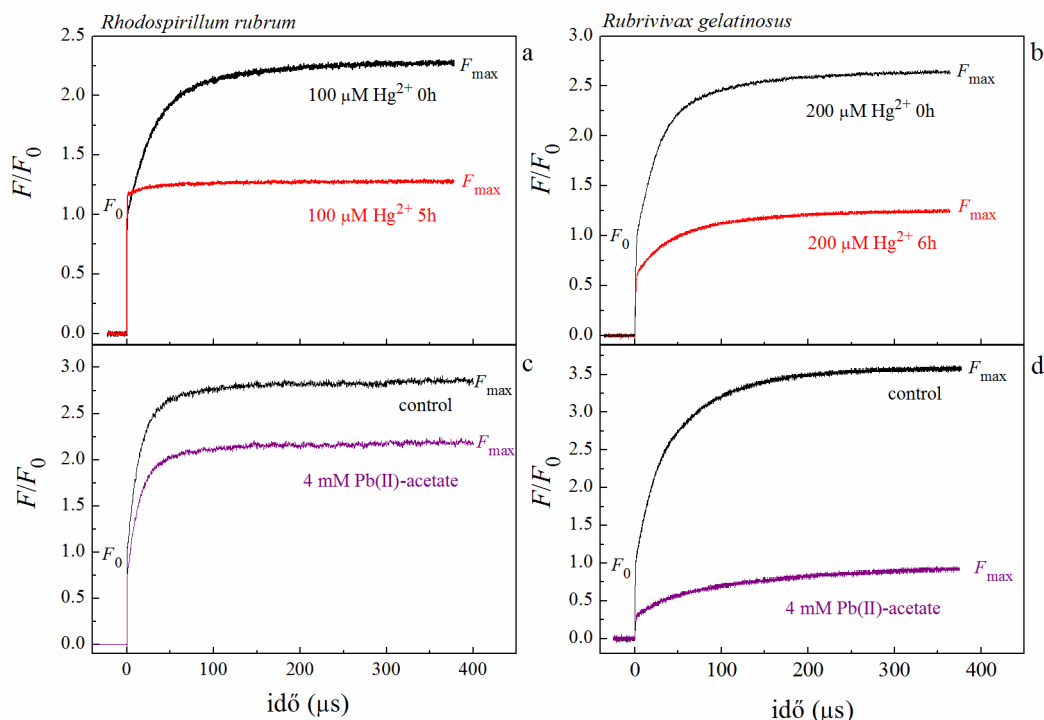 Rhodospirillum rubrum
Rubrivivax gelatinosus
a
2.5
2.0
1.5
1.0
0.5
0.0
F/F0
F0
Fmax
100 µM Hg2+ 0h
Fmax
100 µM Hg2+ 5h
b
3.0
2.5
2.0
1.5
1.0
0.5
0.0
F/F0
F0
Fmax
200 µM Hg2+ 0h
Fmax
200 µM Hg2+ 6h
c
3.0
2.5
2.0
1.5
1.0
0.5
0.0
F/F0
F0
Fmax
control
Fmax
4 mM Pb(II)-acetate
0 100 200 300 400
idő (µs)
d
3.5
3.0
2.5
2.0
1.5
1.0
0.5
0.0
F/F0
F0
Fmax
control
Fmax
4 mM Pb(II)-acetate
0 100 200 300 400
idő (µs)